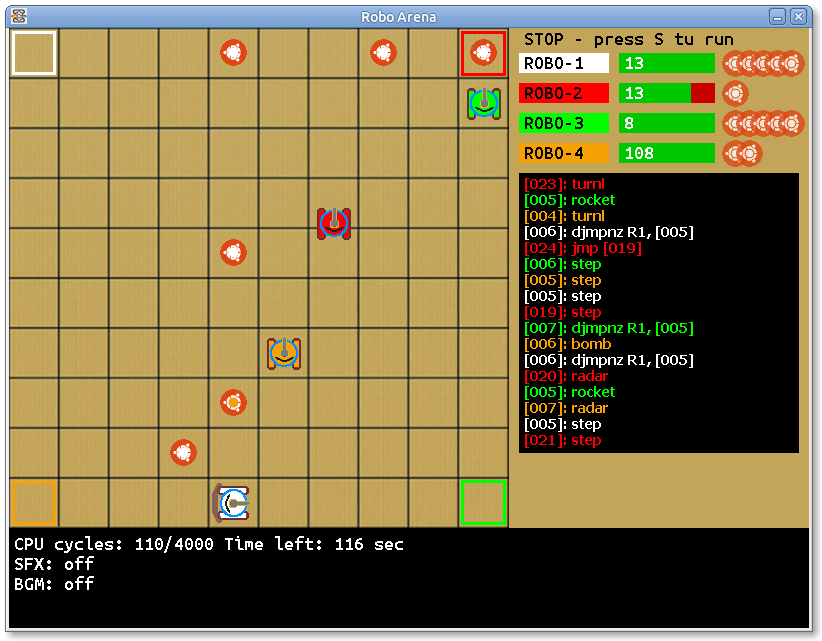 Robo Arena
STOP - press S tu run
ROBO-1 13
ROBO-2 13
ROBO-3 8
ROBO-4 108
[023]: turnl
[005]: rocket
[004]: turnl
[006]: djmpnz R1, [005]
[024]: jmp [019]
[006]: step
[005]: step
[005]: step
[019]: step
[007]: djmpnz R1, [005]
[006]: bomb
[006]: djmpnz R1, [005]
[020]: radar
[005]: rocket
[007]: radar
[005]: step
[021]: step
CPU cycles: 110/4000 Time left: 116 sec
SFX: off
BGM: off